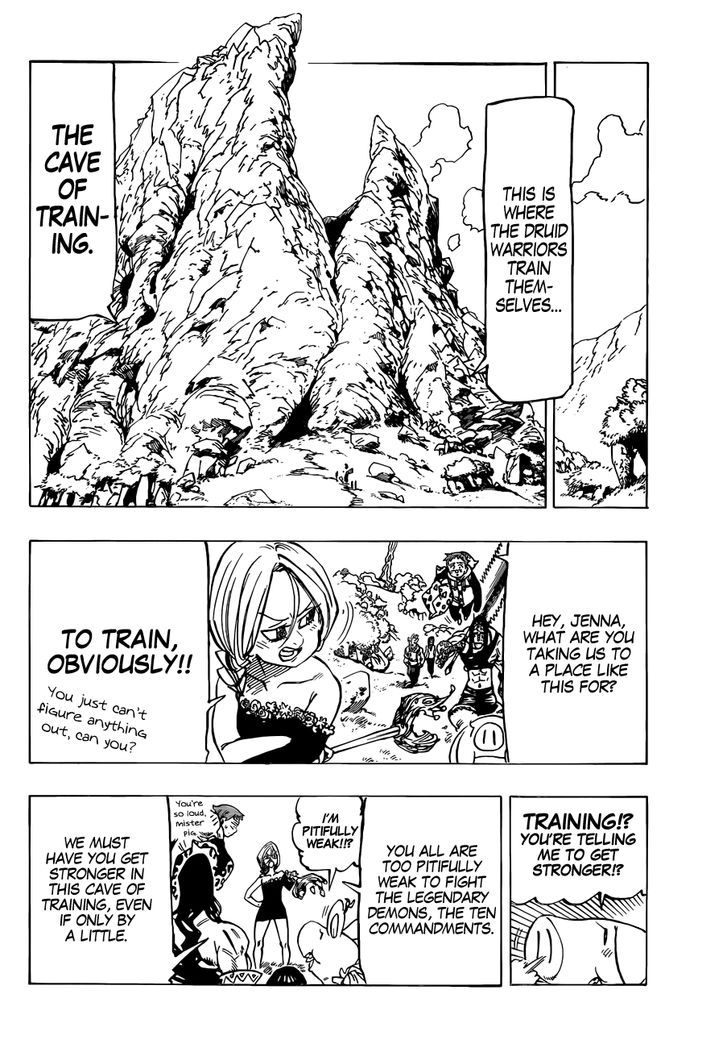 THIS IS
WHERE
THE DRUID
WARRIORS
TRAIN
THEM-
SELVES...
THE
CAVE
OF
TRAIN-
ING.
HEY, JENNA,
WHAT ARE YOU
TAKING US
TO A PLACE LIKE
THIS FOR?
TO TRAIN,
OBVIOUSLY!!
You just can't
figure anything
out, can you?
TRAINING!?
YOU'RE TELLING
ME TO GET
STRONGER!?
YOU ALL ARE
TOO PITIFULLY
WEAK TO FIGHT
THE LEGENDARY
DEMONS, THE TEN
COMMANDMENTS.
I'M
PITIFULLY
WEAK!!?
You're
so loud,
mister
pig.
WE MUST
HAVE YOU GET
STRONGER IN
THIS CAVE OF
TRAINING, EVEN
IF ONLY BY
A LITTLE.